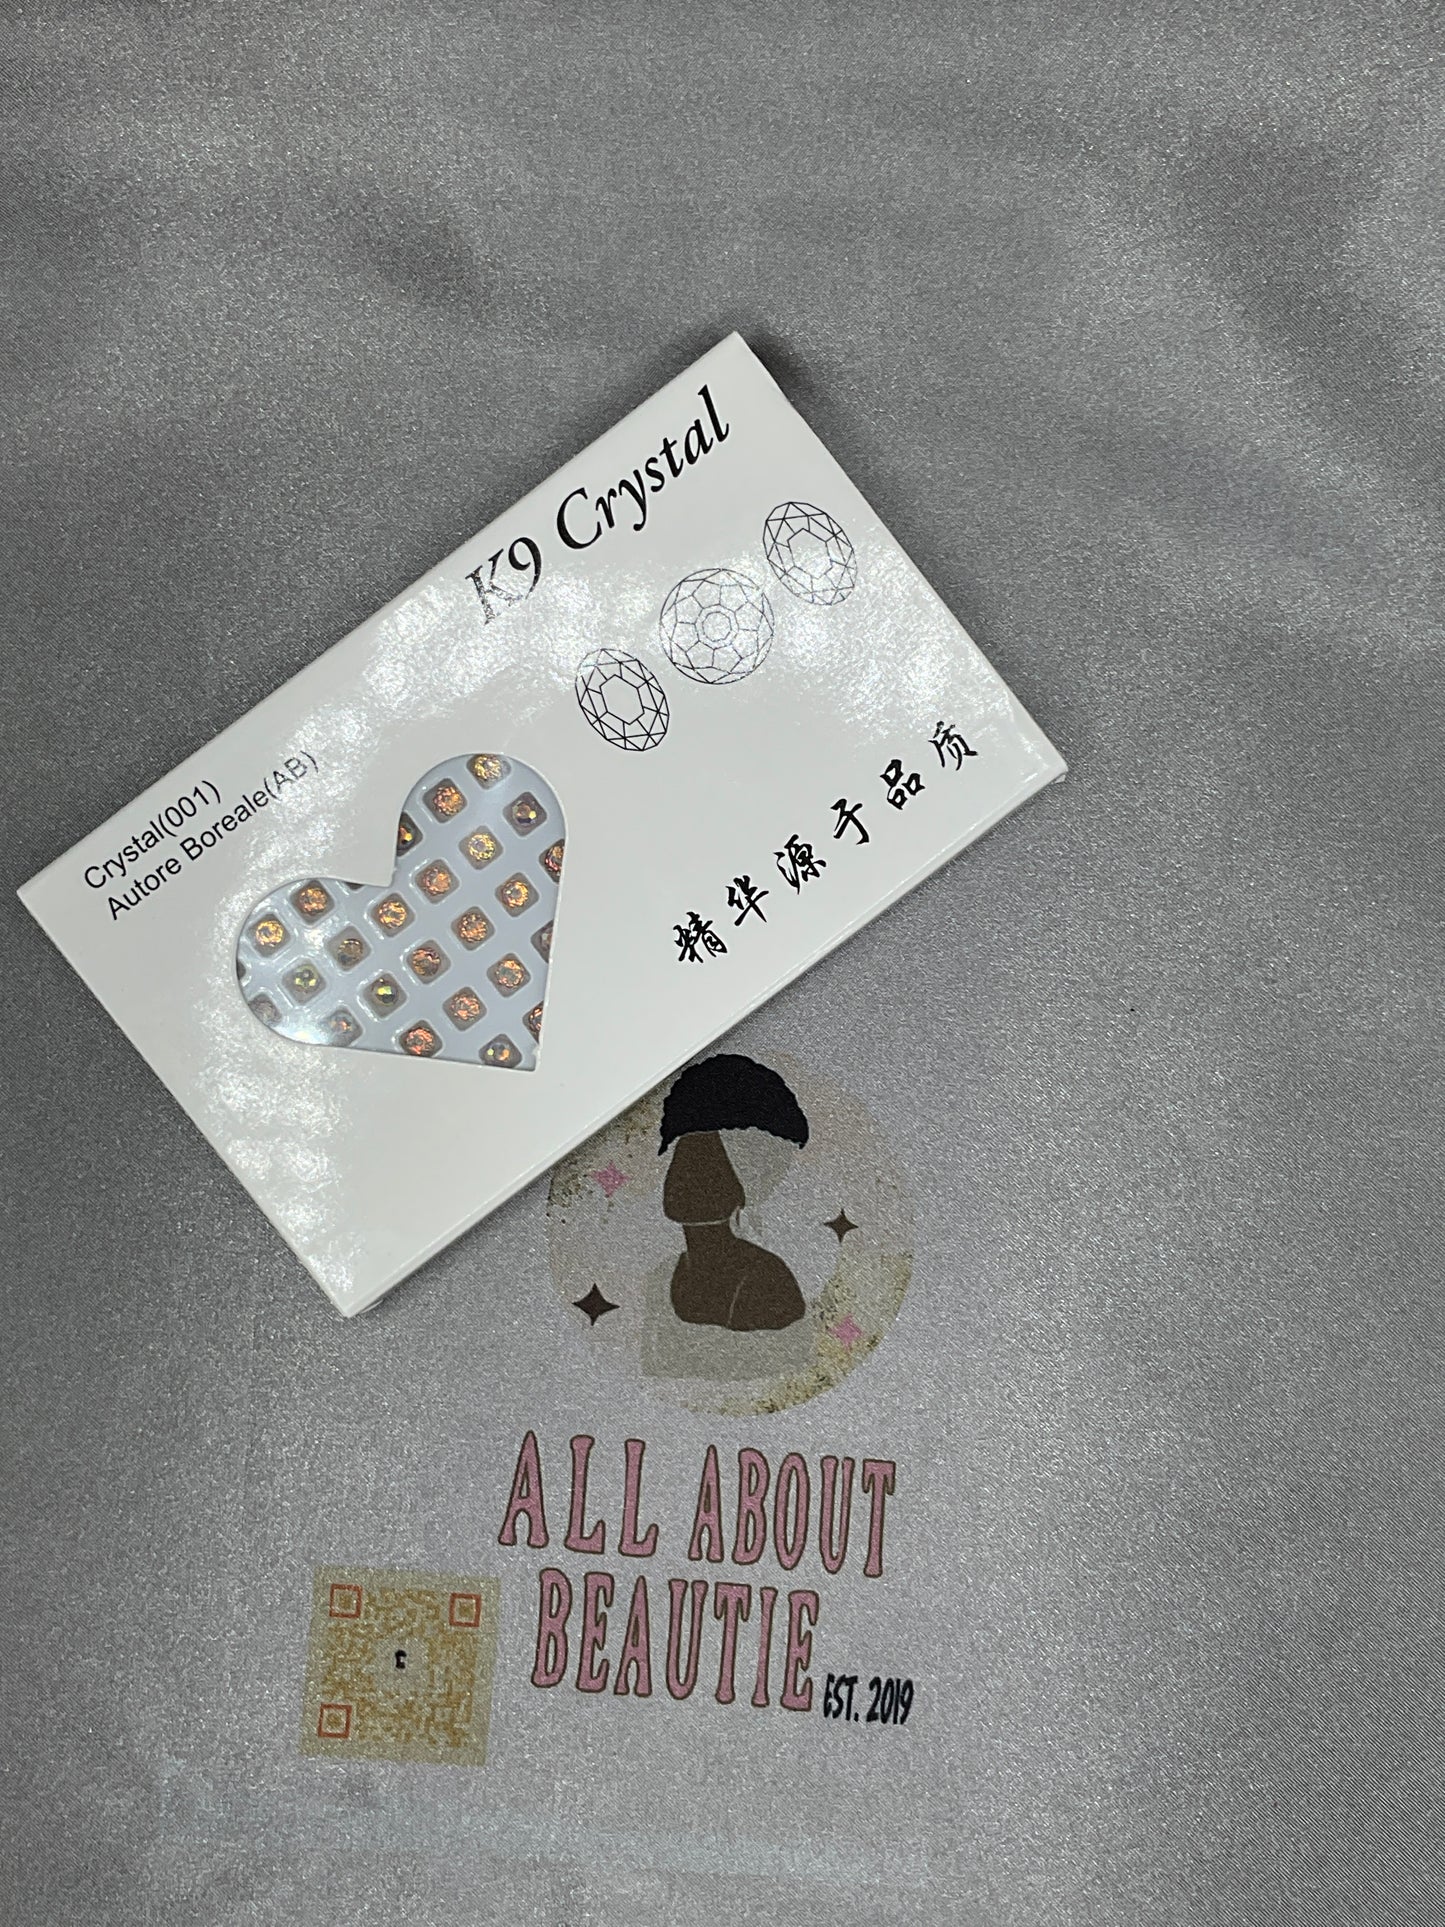 K9 Crystal
Crystal(001)
Autore Boreale(AB)
精华源于品质
ALL ABOUT
BEAUTIE
EST. 2019